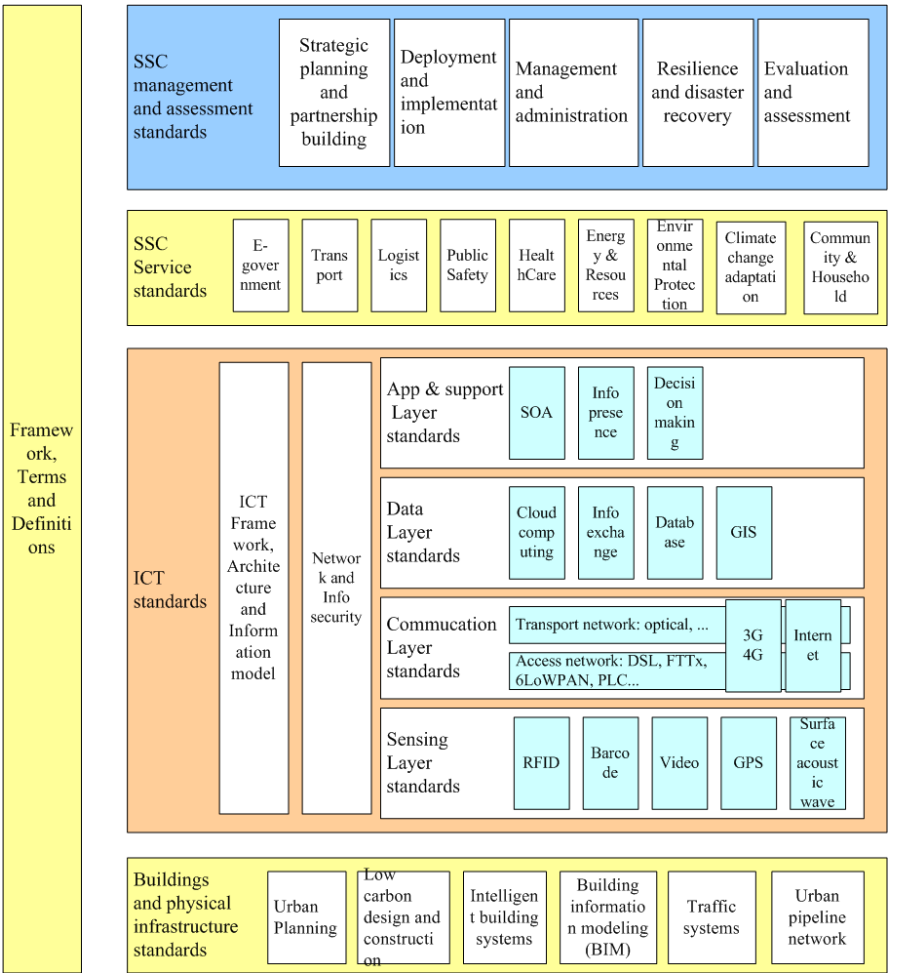 Framew
ork,
Terms
and
Definiti
ons
SSC
management
and assessment
standards
Strategic
planning
and
partnership
building
Deployment
and
implementat
ion
Management
and
administration
Resilience
and disaster
recovery
Evaluation
and
assessment
SSC
Service
standards
E-
gover
nment
Trans
port
Logist
ics
Public
Safety
Healt
hCare
Energ
y &
Resou
rces
Envir
onme
ntal
Protec
tion
Climate
change
adaptati
on
Commun
ity &
Househo
ld
ICT
standards
ICT
Frame
work,
Archite
cture
and
Inform
ation
model
Networ
k and
Info
security
App & support
Layer
standards
SOA
Info
prese
nce
Decisi
on
makin
g
Data
Layer
standards
Cloud
comp
uting
Info
excha
nge
Datab
ase
GIS
Commucation
Layer
standards
Transport network: optical, ...
Access network: DSL, FTTx,
6LoWPAN, PLC...
3G
4G
Intern
et
Sensing
Layer
standards
RFID
Barco
de
Video
GPS
Surfa
ce
acoust
ic
wave
Buildings
and physical
infrastructure
standards
Urban
Planning
Low
carbon
design and
constructi
on
Intelligen
t building
systems
Building
informatio
n modeling
(BIM)
Traffic
systems
Urban
pipeline
network